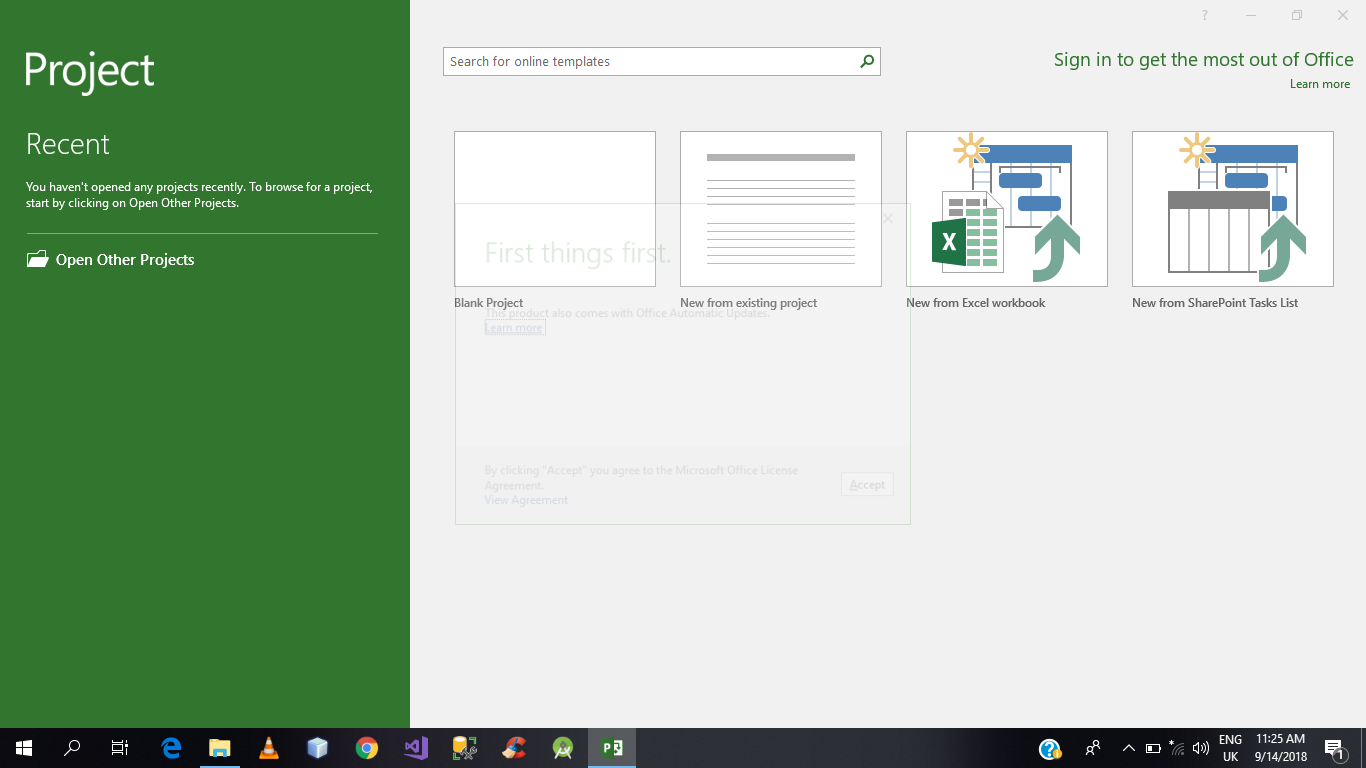 Project
Recent
You haven't opened any projects recently. To browse for a project,
start by clicking on Open Other Projects.
Open Other Projects
?
Search for online templates
Sign in to get the most out of Office
Learn more
X
Blank Project
New from existing project
New from Excel workbook
New from SharePoint Tasks List
First things first.
This product also comes with Office Automatic Updates.
Learn more
By clicking "Accept" you agree to the Microsoft Office License
Agreement.
View Agreement
Accept
ENG
UK
11:25 AM
9/14/2018
1